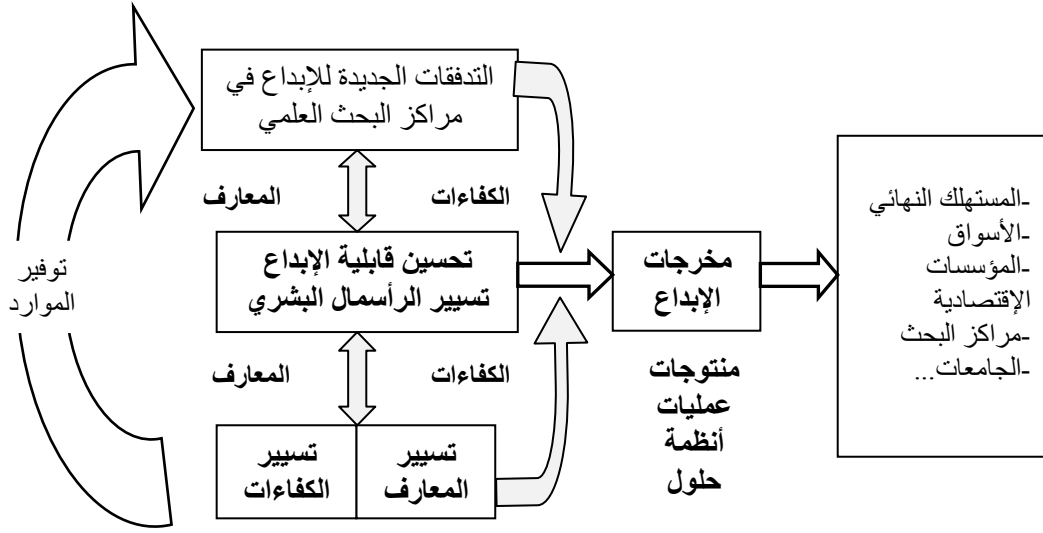 التدفقات الجديدة للإبداع في
مراكز البحث العلمي
الكفاءات
المعارف
تحسين قابلية الإبداع
تسيير الرأسمال البشري
الكفاءات
المعارف
تسيير
المعارف
تسيير
الكفاءات
توفير
الموارد
مخرجات
الإبداع
منتوجات
عمليات
أنظمة
حلول
-المستهلك النهائي
-الأسواق
-المؤسسات
الإقتصادية
-مراكز البحث
-الجامعات...